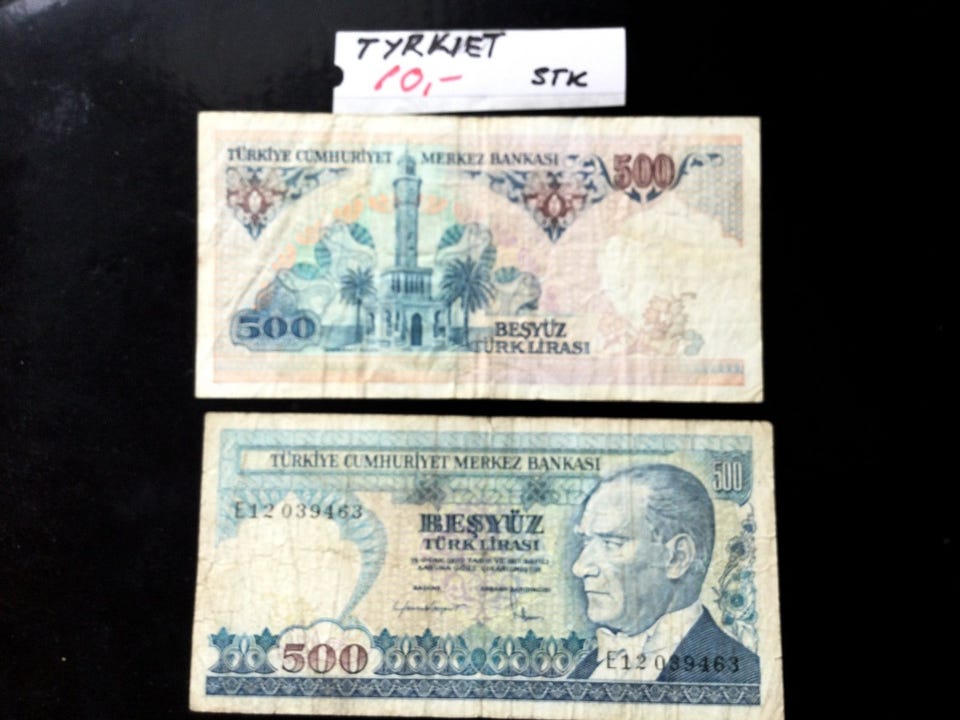 TYRKIET
10,- STK
TÜRKİYE CUMHURİYET MERKEZ BANKASI 500
500
BEŞYÜZ
TÜRK LİRASI
TÜRKİYE CUMHURİYET MERKEZ BANKASI
500
E12 039463
BEŞYÜZ
TÜRK LİRASI
500
E12 039463